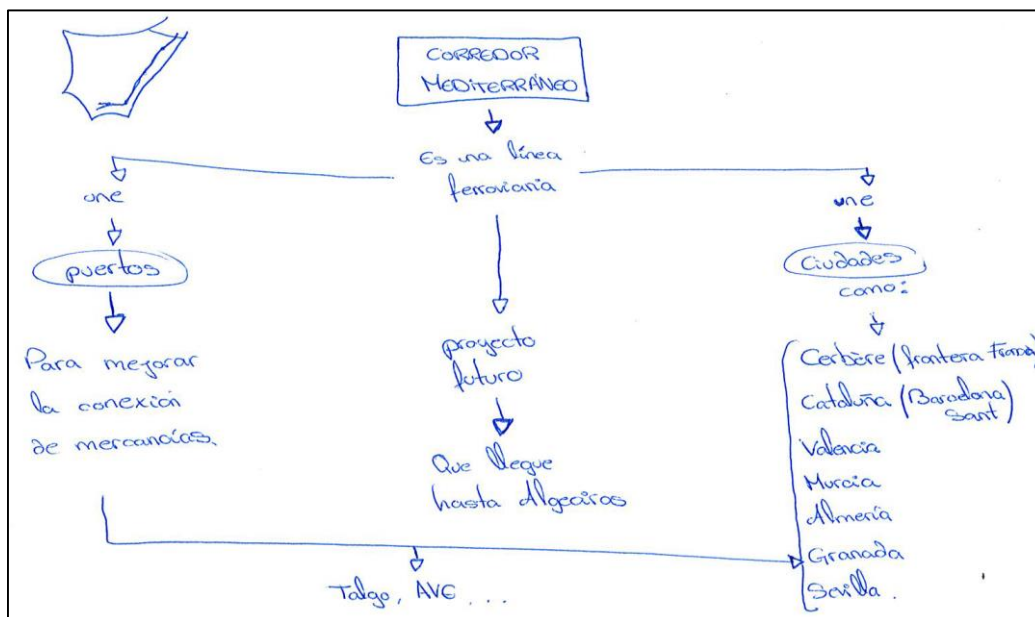 CORREDOR
MEDITERRÁNEO
Es una línea
ferroviaria
une
puertos
Para mejorar
la conexión
de mercancías.
proyecto
futuro
Que llegue
hasta Algeciras
une
Ciudades
como:
Cerbère (frontera Francia)
Cataluña (Barcelona
Sant)
Valencia
Murcia
Almería
Granada
Sevilla.
Talgo, AVE ...